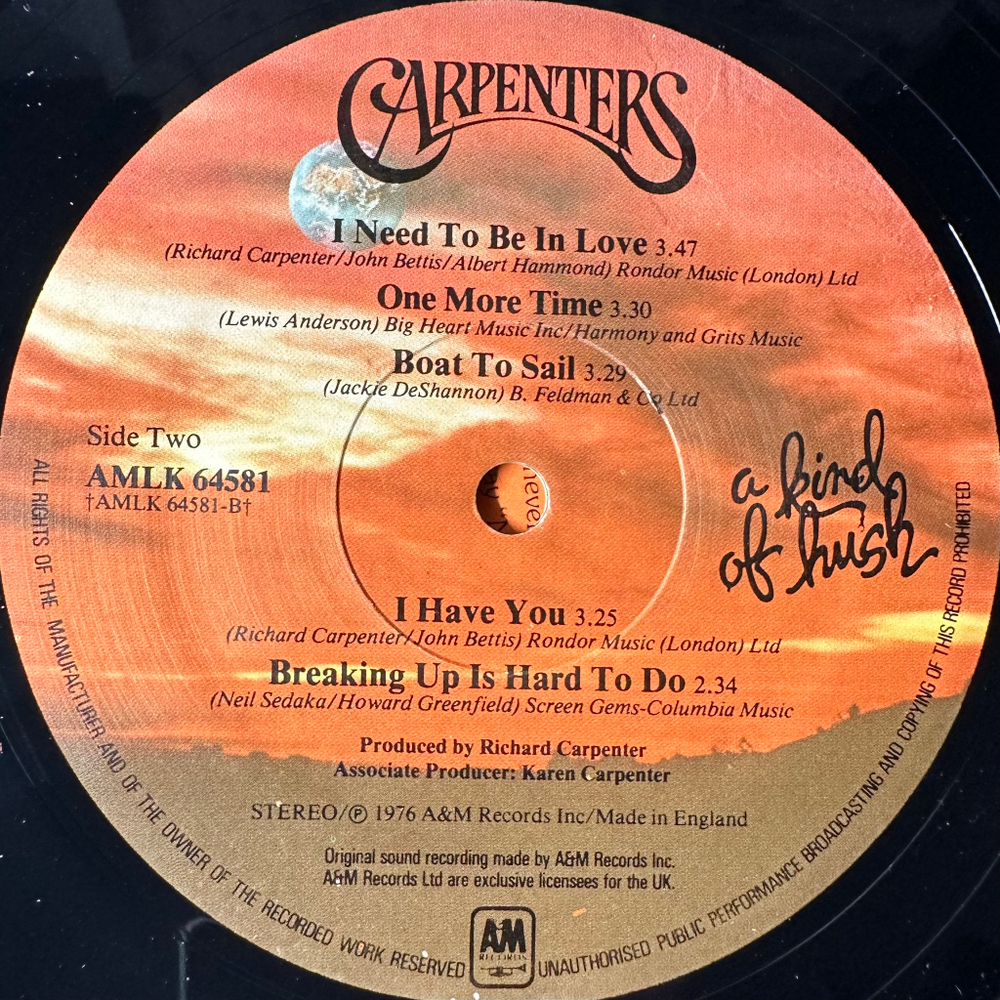 CARPENTERS
I Need To Be In Love 3.47
(Richard Carpenter/John Bettis/Albert Hammond) Rondor Music (London) Ltd
One More Time 3.30
(Lewis Anderson) Big Heart Music Inc/Harmony and Grits Music
Boat To Sail 3.29
(Jackie DeShannon) B. Feldman & Co Ltd
Side Two
AMLK 64581
†AMLK 64581-B†
a kind
of hush
never
I Have You 3.25
(Richard Carpenter/John Bettis) Rondor Music (London) Ltd
Breaking Up Is Hard To Do 2.34
(Neil Sedaka/Howard Greenfield) Screen Gems-Columbia Music
Produced by Richard Carpenter
Associate Producer: Karen Carpenter
STEREO/℗ 1976 A&M Records Inc/Made in England
Original sound recording made by A&M Records Inc.
A&M Records Ltd are exclusive licensees for the UK.
A&M
RECORDS
ALL RIGHTS OF THE MANUFACTURER AND OF THE OWNER OF THE RECORDED WORK RESERVED
UNAUTHORISED PUBLIC PERFORMANCE BROADCASTING AND COPYING OF THIS RECORD PROHIBITED